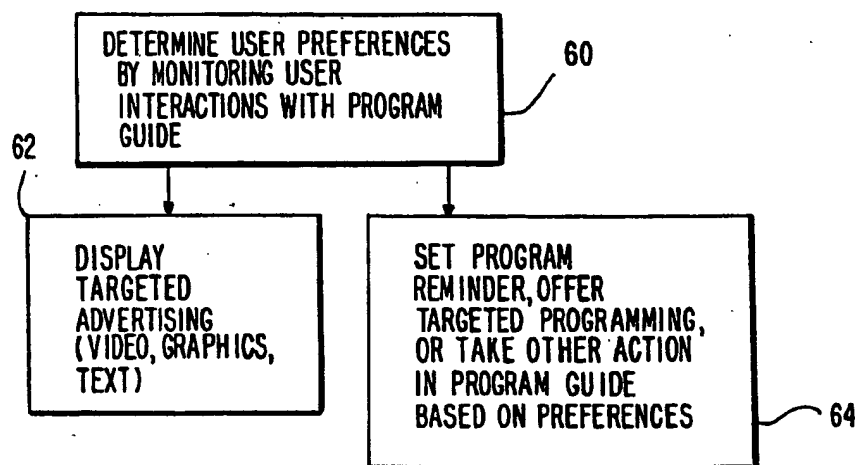 DETERMINE USER PREFERENCES
BY MONITORING USER
INTERACTIONS WITH PROGRAM
GUIDE
60
62
DISPLAY
TARGETED
ADVERTISING
(VIDEO, GRAPHICS,
TEXT)
SET PROGRAM
REMINDER, OFFER
TARGETED PROGRAMMING,
OR TAKE OTHER ACTION
IN PROGRAM GUIDE
BASED ON PREFERENCES
64